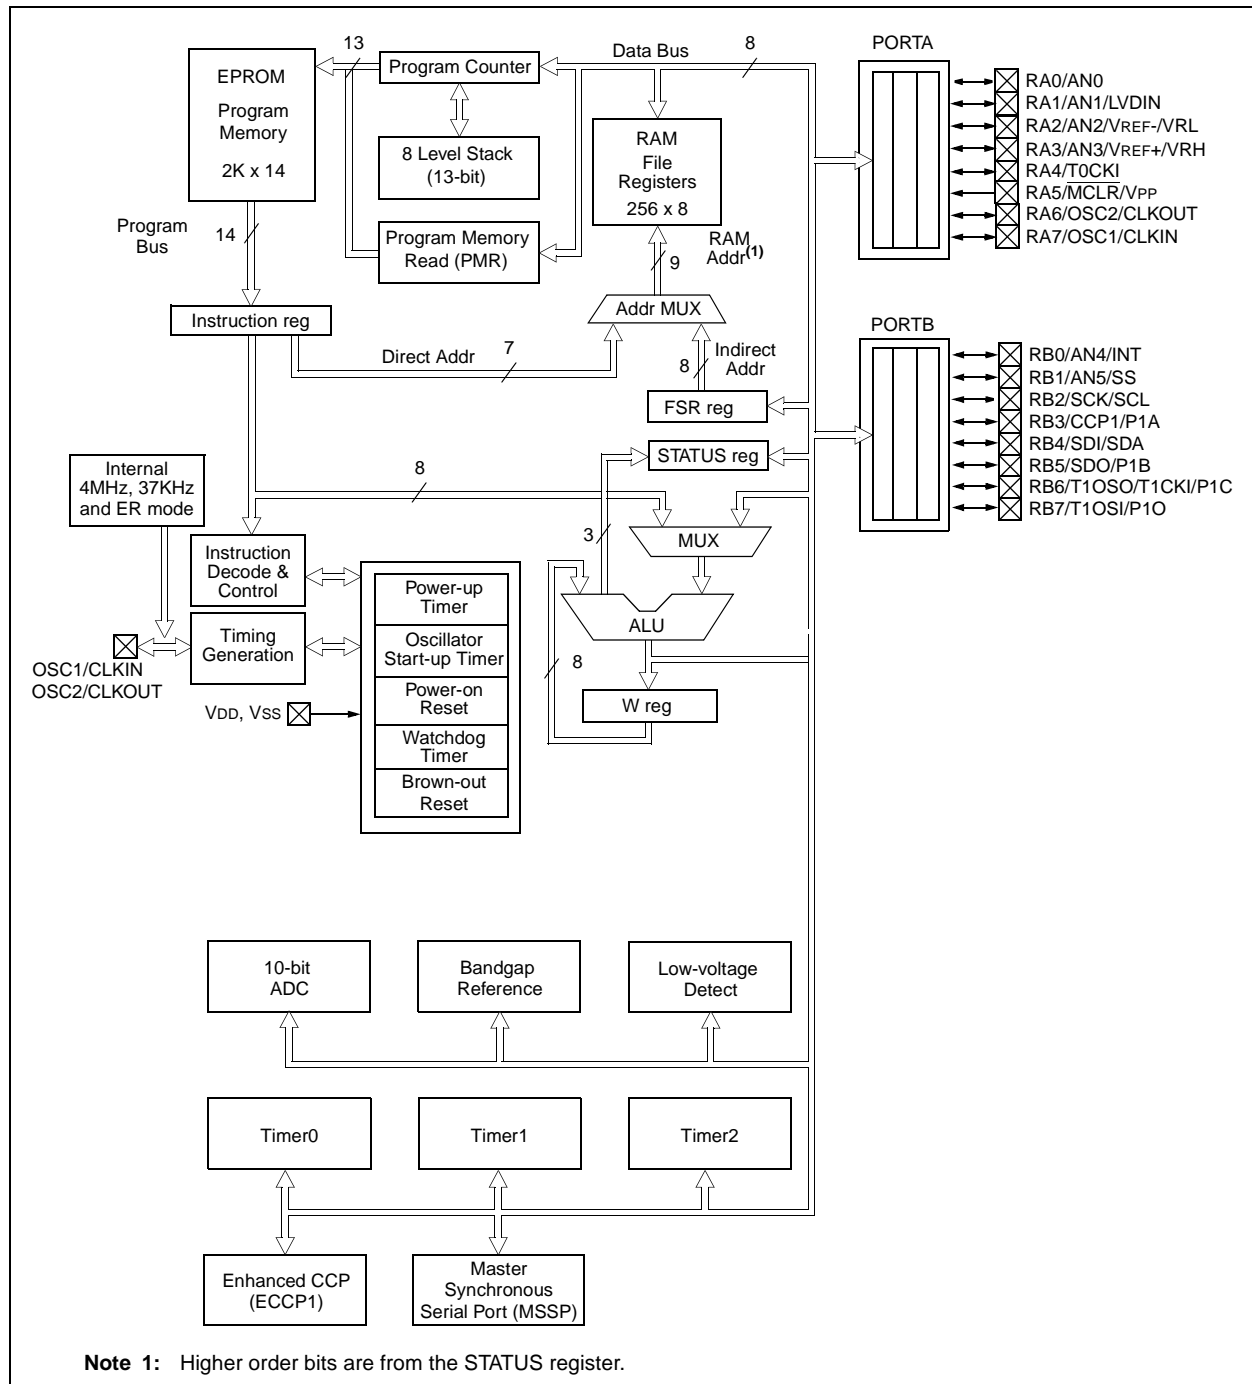 EPROM
Program
Memory
2K x 14
13
Program Counter
Data Bus
8
8 Level Stack
(13-bit)
Program Memory
Read (PMR)
RAM
File
Registers
256 x 8
PORTA
RA0/AN0
RA1/AN1/LVDIN
RA2/AN2/VREF-/VRL
RA3/AN3/VREF+/VRH
RA4/T0CKI
RA5/MCLR/VPP
RA6/OSC2/CLKOUT
RA7/OSC1/CLKIN
Program
Bus
14
RAM
Addr(1)
9
Instruction reg
Addr MUX
Direct Addr
7
8
Indirect
Addr
FSR reg
PORTB
RB0/AN4/INT
RB1/AN5/SS
RB2/SCK/SCL
RB3/CCP1/P1A
RB4/SDI/SDA
RB5/SDO/P1B
RB6/T1OSO/T1CKI/P1C
RB7/T1OSI/P1O
STATUS reg
Internal
4MHz, 37KHz
and ER mode
8
3
MUX
Instruction
Decode &
Control
Timing
Generation
OSC1/CLKIN
OSC2/CLKOUT
VDD, VSS
Power-up
Timer
Oscillator
Start-up Timer
Power-on
Reset
Watchdog
Timer
Brown-out
Reset
ALU
8
W reg
10-bit
ADC
Bandgap
Reference
Low-voltage
Detect
Timer0
Timer1
Timer2
Enhanced CCP
(ECCP1)
Master
Synchronous
Serial Port (MSSP)
Note 1: Higher order bits are from the STATUS register.